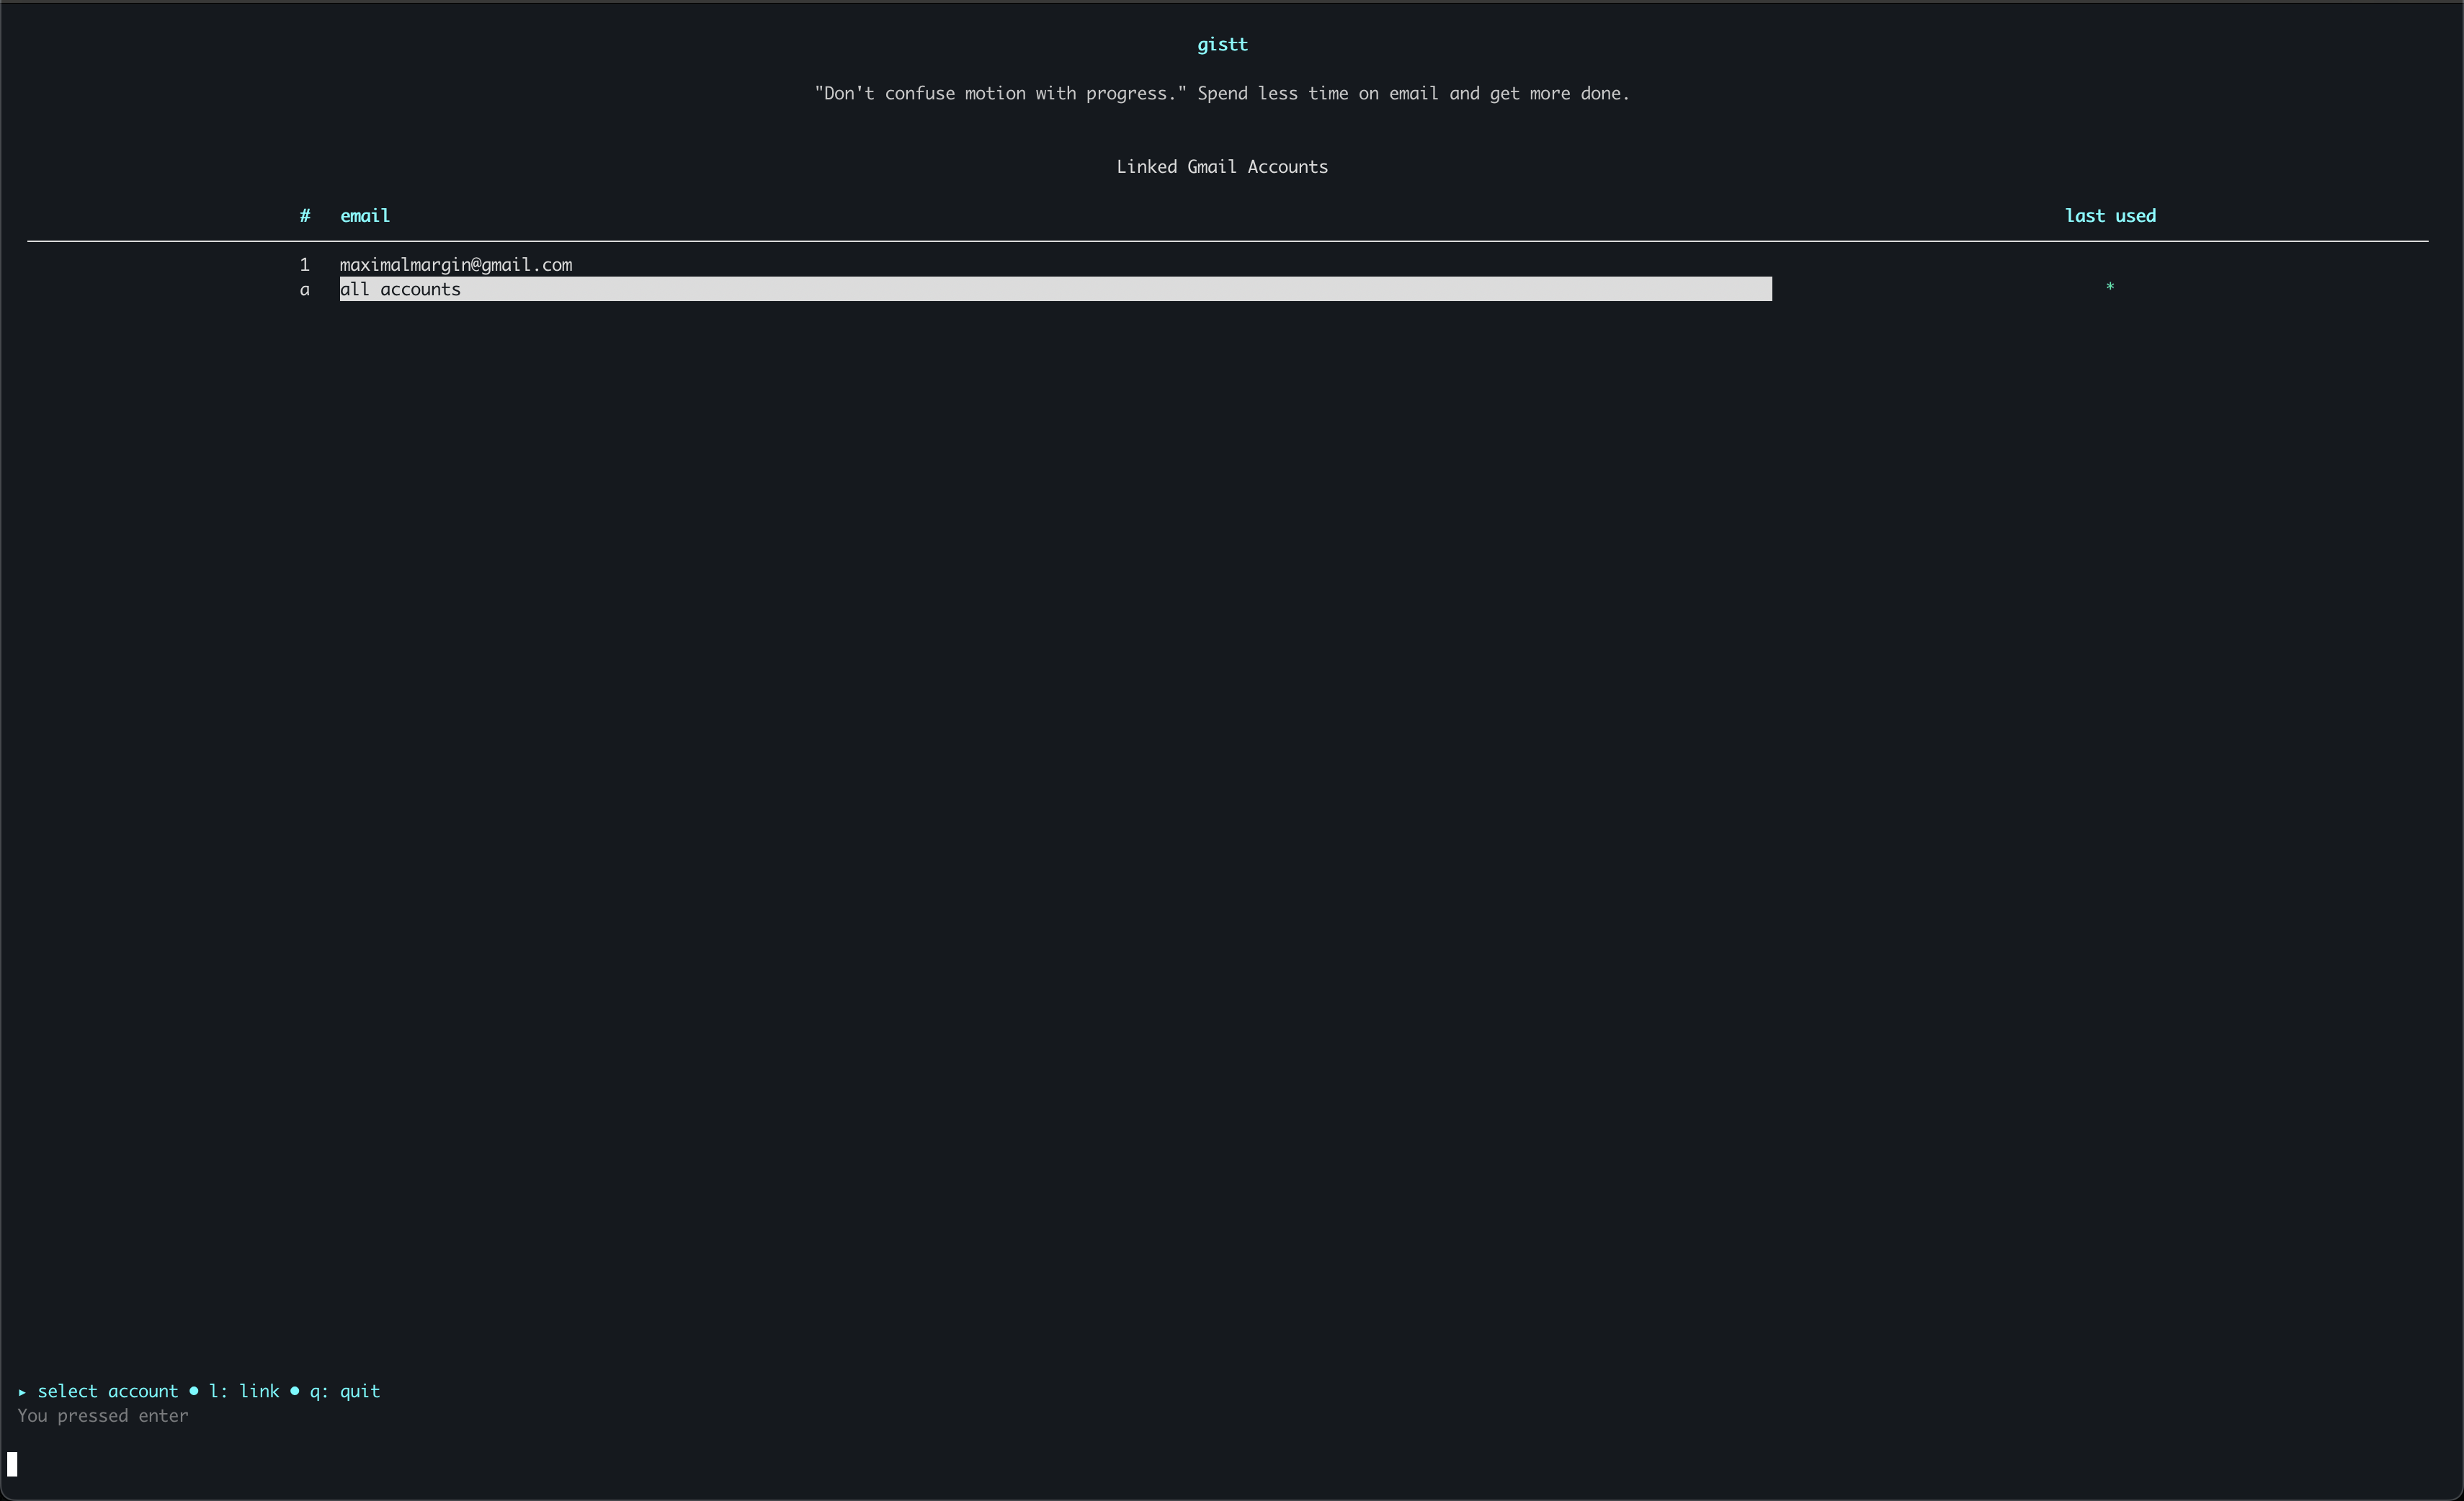 gistt
"Don't confuse motion with progress." Spend less time on email and get more done.
Linked Gmail Accounts
# email last used
1 maximalmargin@gmail.com
a all accounts *
▸ select account ● l: link ● q: quit
You pressed enter